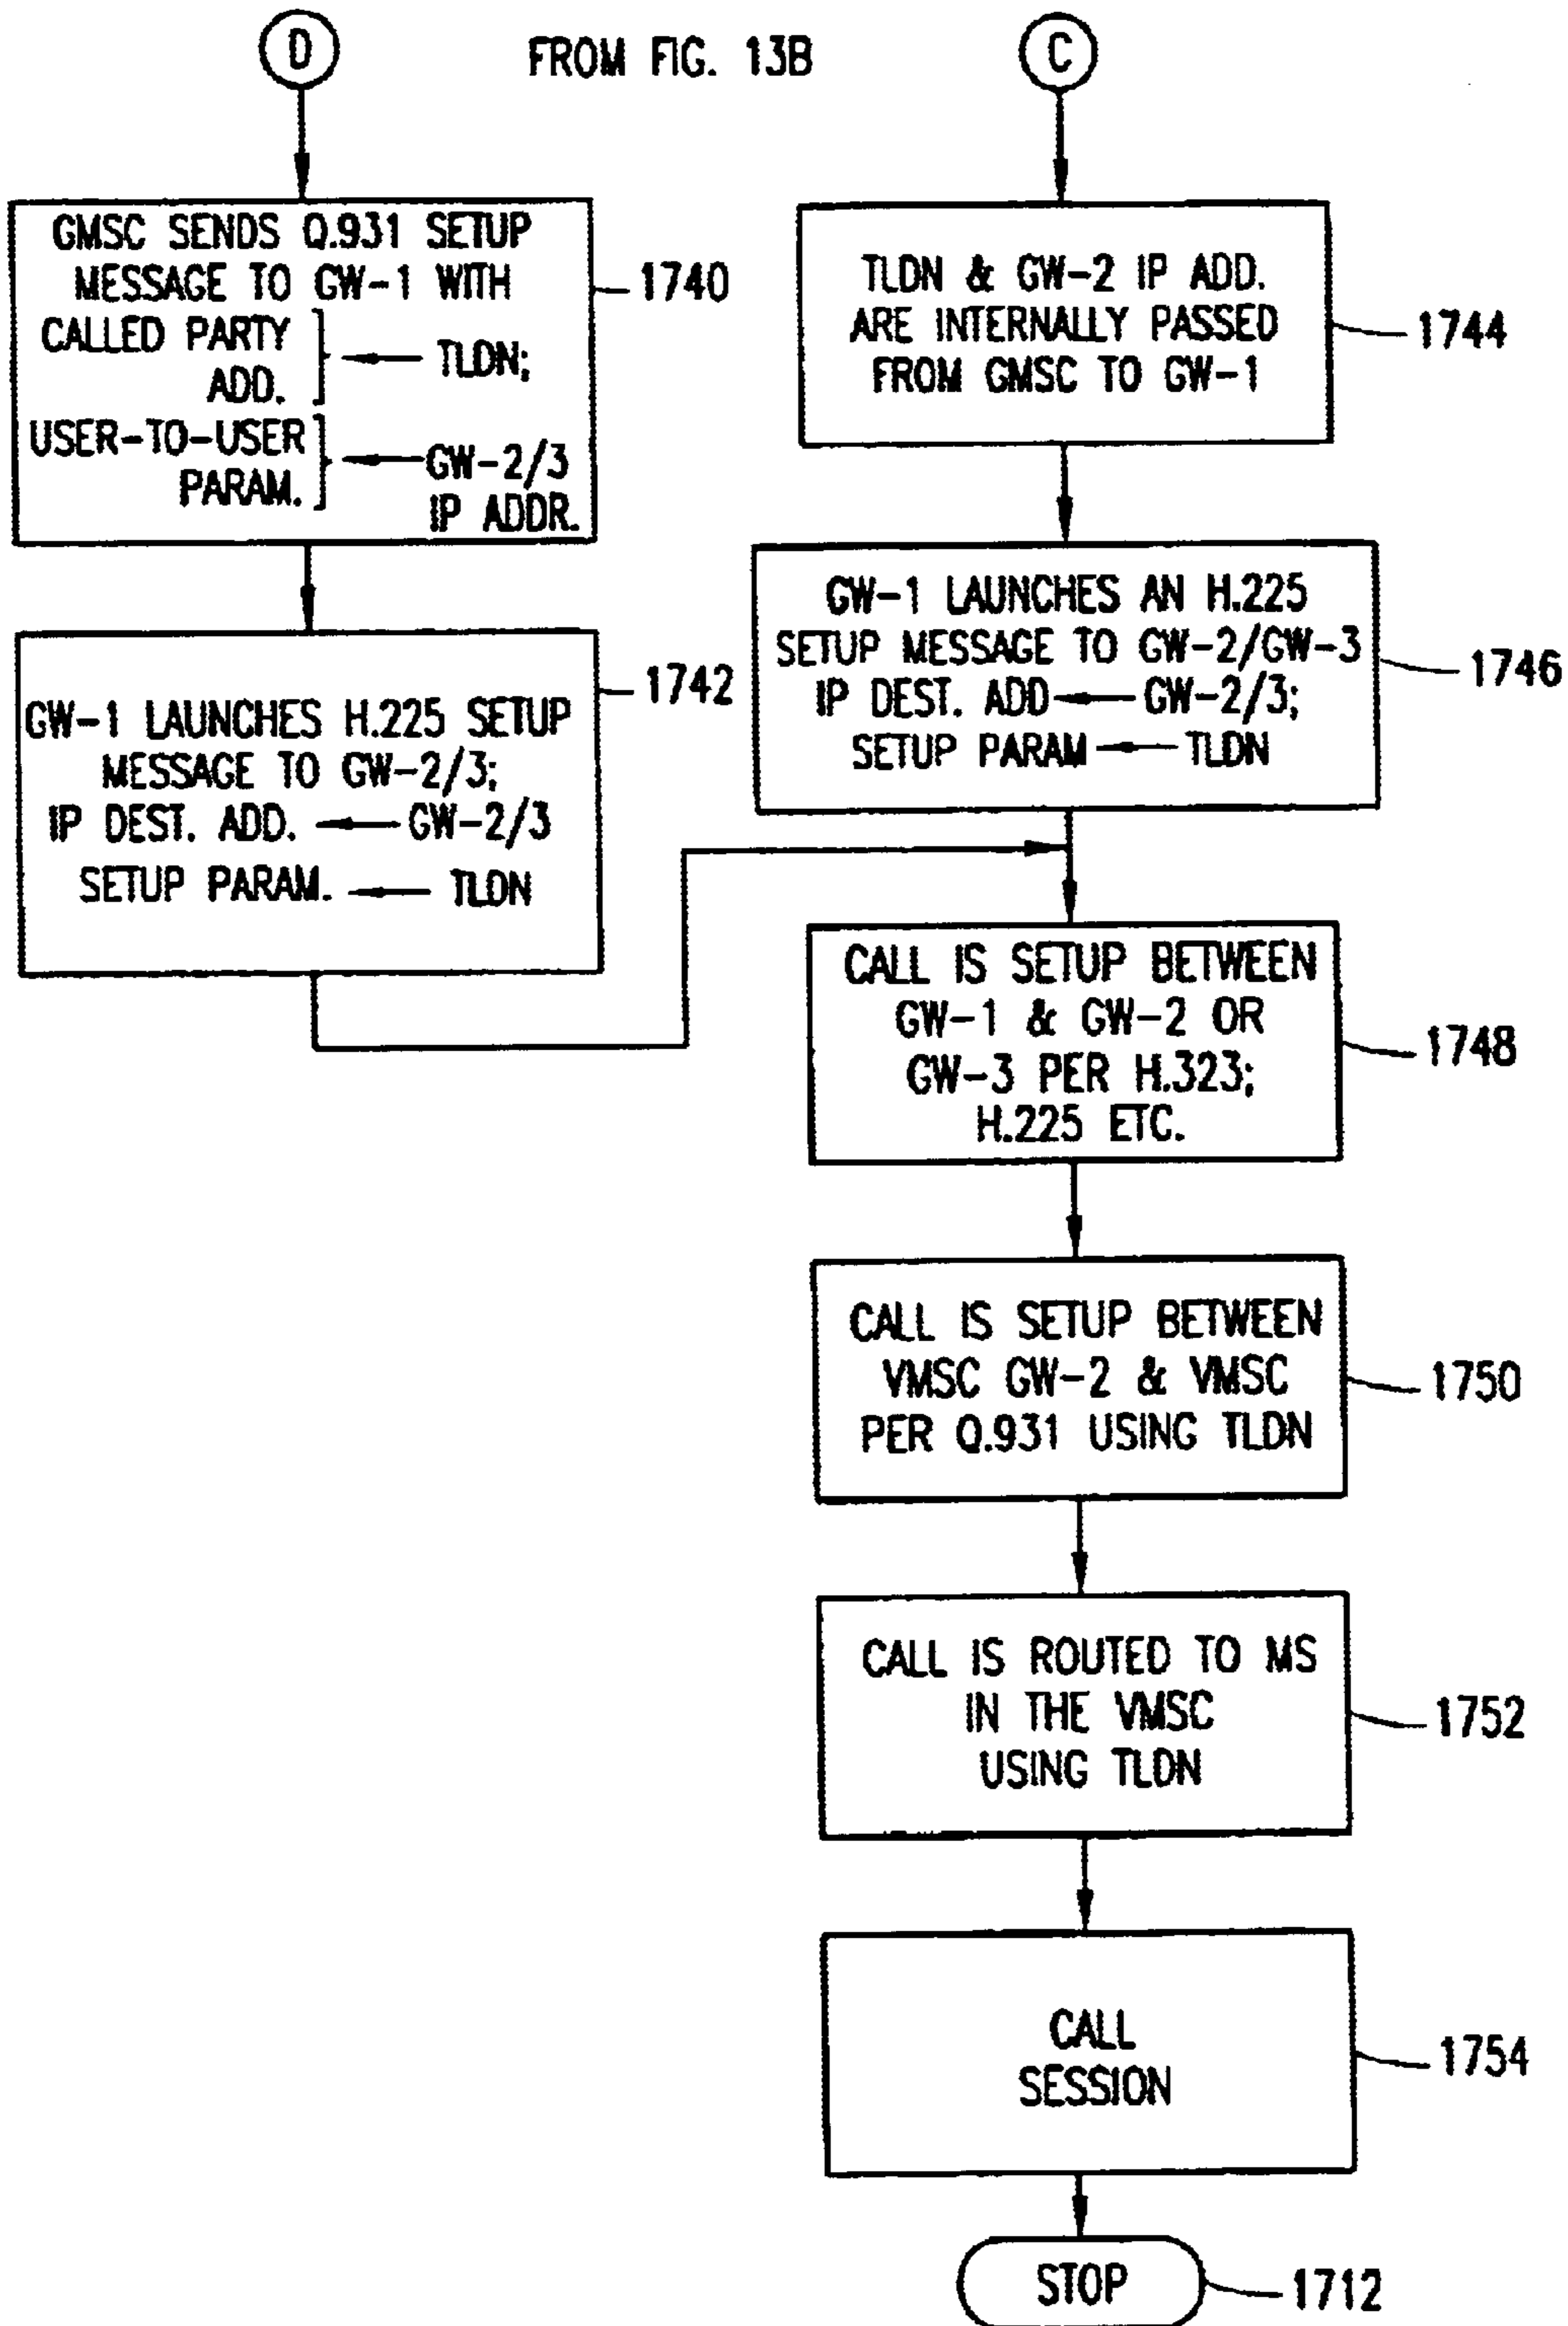 D
FROM FIG. 13B
C
GMSC SENDS Q.931 SETUP
MESSAGE TO GW-1 WITH
CALLED PARTY
ADD.
TLDN;
USER-TO-USER
PARAM.
GW-2/3
IP ADDR.
1740
GW-1 LAUNCHES H.225 SETUP
MESSAGE TO GW-2/3;
IP DEST. ADD. ← GW-2/3
SETUP PARAM. ← TLDN
1742
TLDN & GW-2 IP ADD.
ARE INTERNALLY PASSED
FROM GMSC TO GW-1
1744
GW-1 LAUNCHES AN H.225
SETUP MESSAGE TO GW-2/GW-3
IP DEST. ADD ← GW-2/3;
SETUP PARAM ← TLDN
1746
CALL IS SETUP BETWEEN
GW-1 & GW-2 OR
GW-3 PER H.323;
H.225 ETC.
1748
CALL IS SETUP BETWEEN
VMSC GW-2 & VMSC
PER Q.931 USING TLDN
1750
CALL IS ROUTED TO MS
IN THE VMSC
USING TLDN
1752
CALL
SESSION
1754
STOP
1712